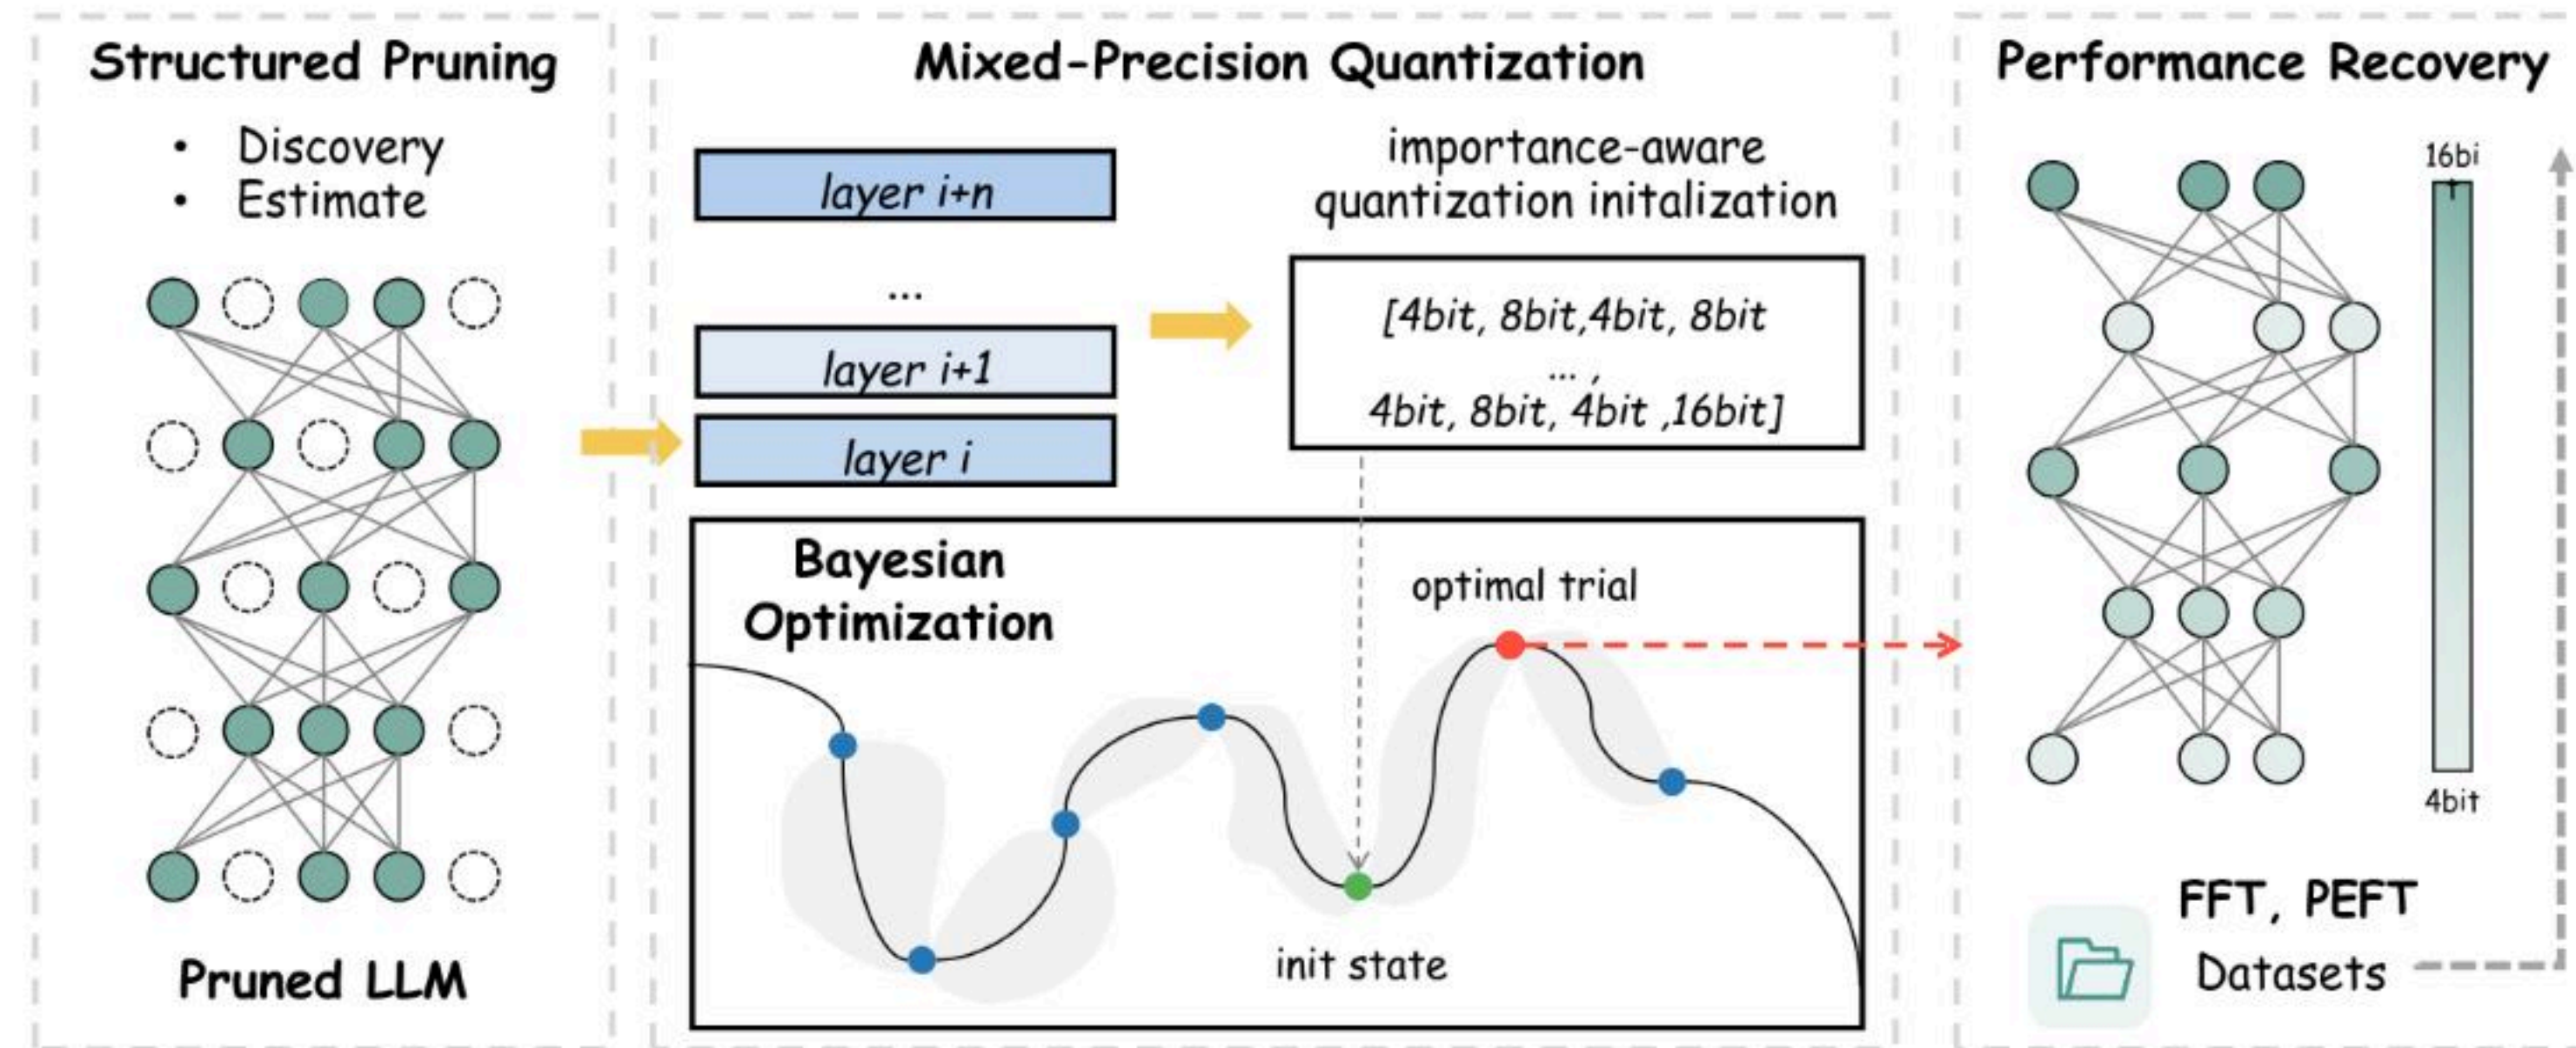 Structured Pruning
• Discovery
• Estimate
Pruned LLM
Mixed-Precision Quantization
layer i+n
...
layer i+1
layer i
importance-aware
quantization initalization
[4bit, 8bit,4bit, 8bit
... ,
4bit, 8bit, 4bit ,16bit]
Bayesian
Optimization
optimal trial
init state
Performance Recovery
16bi
t
4bit
FFT, PEFT
Datasets